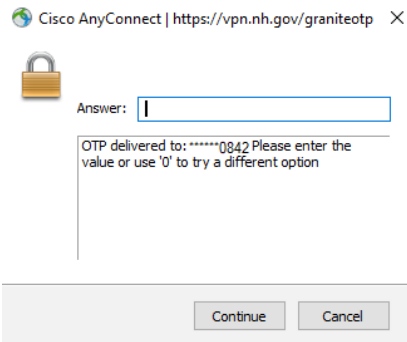 Cisco AnyConnect | https://vpn.nh.gov/graniteotp
Answer:
OTP delivered to: ******0842 Please enter the
value or use '0' to try a different option
Continue
Cancel